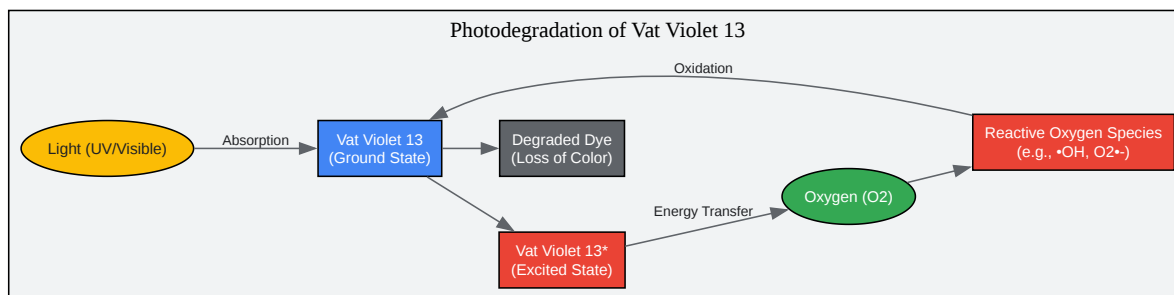 Photodegradation of Vat Violet 13
Oxidation
Light (UV/Visible)
Absorption
Vat Violet 13
(Ground State)
Degraded Dye
(Loss of Color)
Reactive Oxygen Species
(e.g., •OH, O2•-)
Vat Violet 13*
(Excited State)
Energy Transfer
Oxygen (O2)